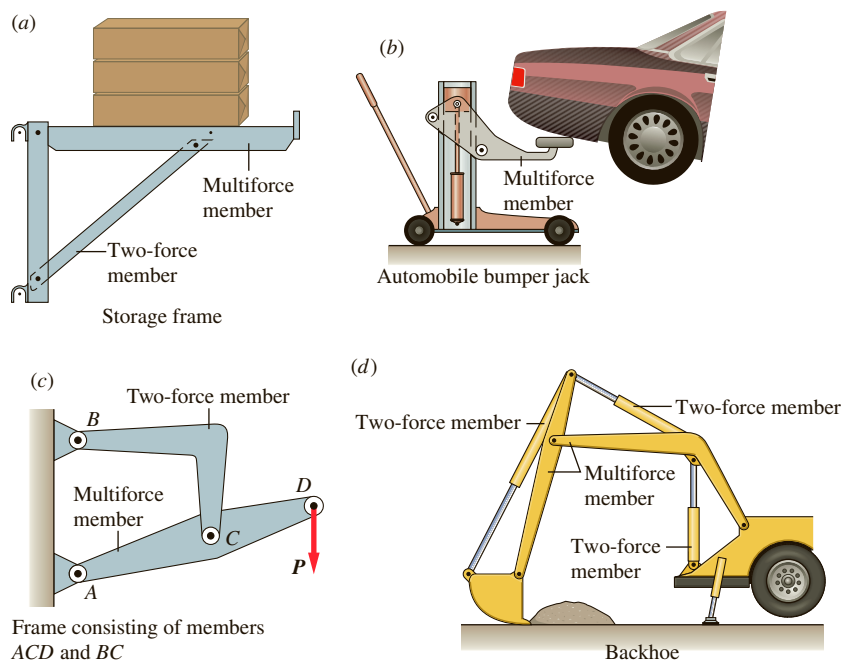 (a)
Multiforce
member
Two-force
member
Storage frame
(b)
Multiforce
member
Automobile bumper jack
(c)
Two-force member
B
Multiforce
member
D
C
P
A
Frame consisting of members
ACD and BC
(d)
Two-force member
Two-force member
Multiforce
member
Two-force
member
Backhoe